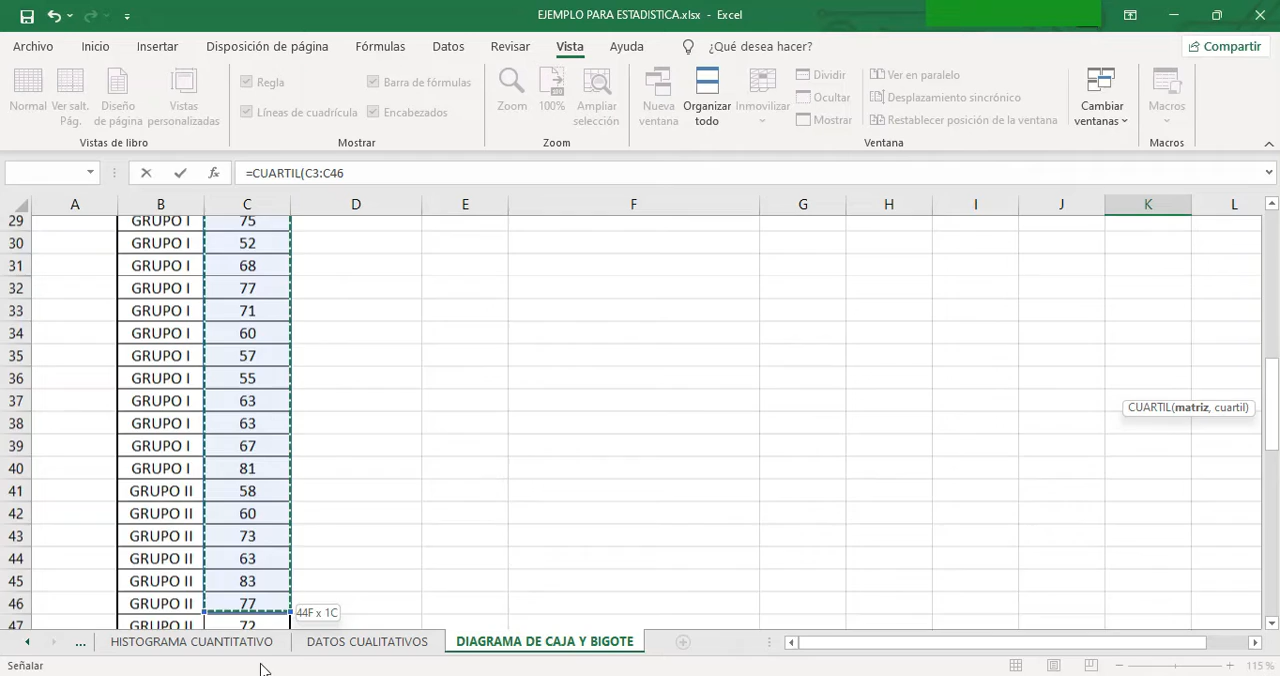 EJEMPLO PARA ESTADISTICA.xlsx - Excel
Archivo Inicio Insertar Disposición de página Fórmulas Datos Revisar Vista Ayuda ¿Qué desea hacer? Compartir
Normal Ver salt. Pág. Diseño de página Vistas personalizadas
Regla Barra de fórmulas
Líneas de cuadrícula Encabezados
Zoom 100% Ampliar selección
Nueva ventana Organizar todo Inmovilizar
Dividir Ver en paralelo
Ocultar Desplazamiento sincrónico
Mostrar Restablecer posición de la ventana
Cambiar ventanas Macros
Vistas de libro Mostrar Zoom Ventana Macros
fx =CUARTIL(C3:C46
A B C D E F G H I J K L
29 GRUPO I 75
30 GRUPO I 52
31 GRUPO I 68
32 GRUPO I 77
33 GRUPO I 71
34 GRUPO I 60
35 GRUPO I 57
36 GRUPO I 55
37 GRUPO I 63
CUARTIL(matriz, cuartil)
38 GRUPO I 63
39 GRUPO I 67
40 GRUPO I 81
41 GRUPO II 58
42 GRUPO II 60
43 GRUPO II 73
44 GRUPO II 63
45 GRUPO II 83
46 GRUPO II 77
44F x 1C
47 GRUPO II 72
... HISTOGRAMA CUANTITATIVO DATOS CUALITATIVOS DIAGRAMA DE CAJA Y BIGOTE
Señalar 115 %